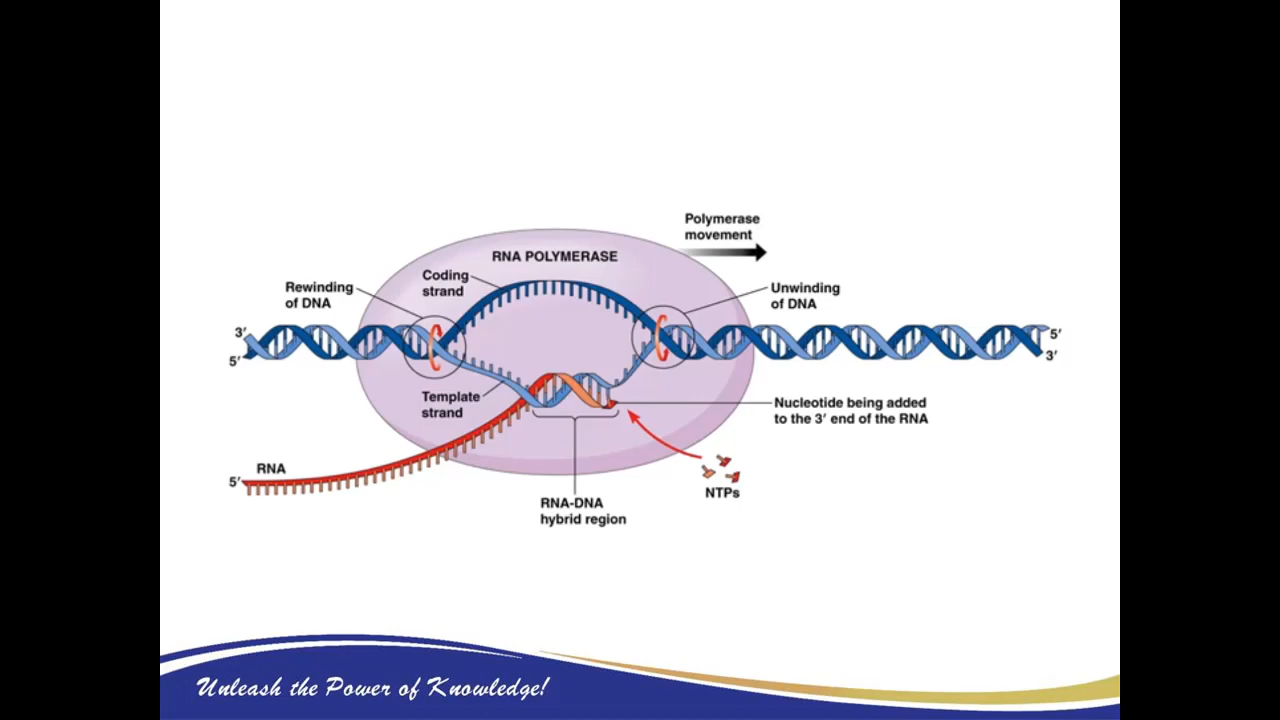 Polymerase
movement
RNA POLYMERASE
Coding
strand
Rewinding
of DNA
Unwinding
of DNA
3′
5′
5′
3′
Template
strand
Nucleotide being added
to the 3′ end of the RNA
RNA
5′
NTPs
RNA-DNA
hybrid region
Unleash the Power of Knowledge!